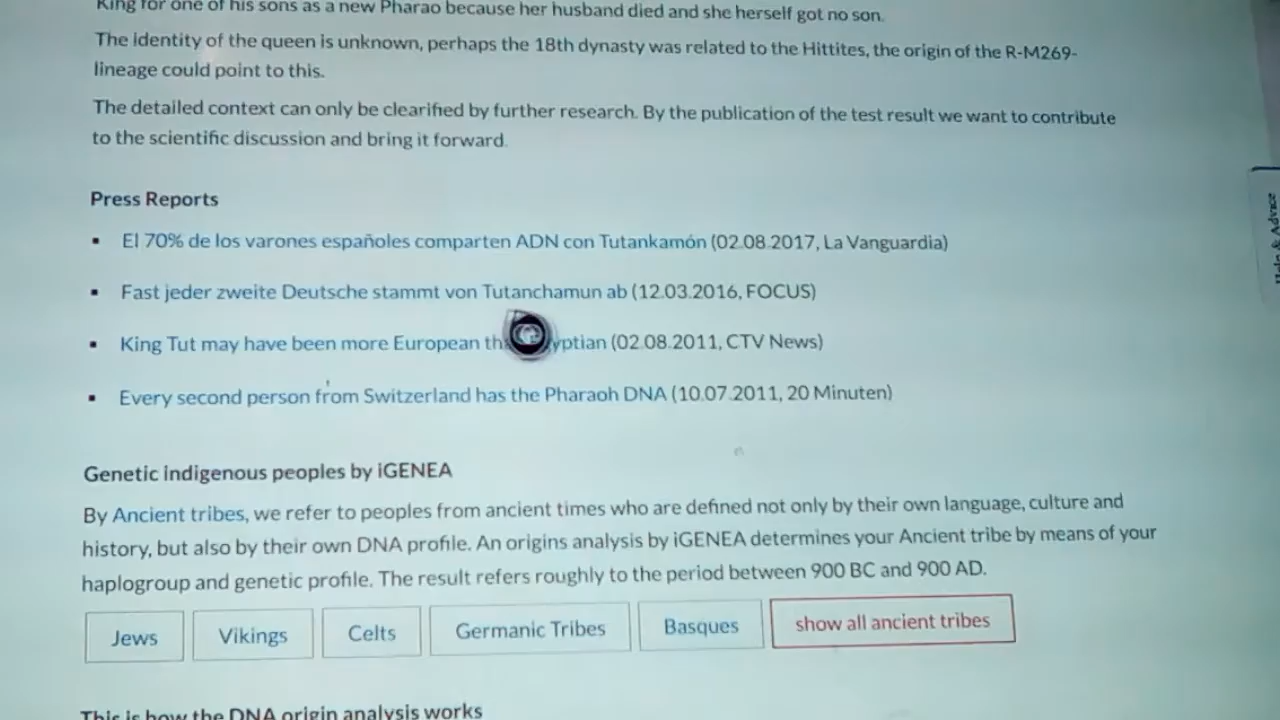 King for one of his sons as a new Pharao because her husband died and she herself got no son.
The identity of the queen is unknown, perhaps the 18th dynasty was related to the Hittites, the origin of the R-M269-
lineage could point to this.
The detailed context can only be clearified by further research. By the publication of the test result we want to contribute
to the scientific discussion and bring it forward.
Press Reports
▪ El 70% de los varones españoles comparten ADN con Tutankamón (02.08.2017, La Vanguardia)
▪ Fast jeder zweite Deutsche stammt von Tutanchamun ab (12.03.2016, FOCUS)
▪ King Tut may have been more European (02.08.2011, CTV News)
▪ Every second person from Switzerland has the Pharaoh DNA (10.07.2011, 20 Minuten)
Genetic indigenous peoples by iGENEA
By Ancient tribes, we refer to peoples from ancient times who are defined not only by their own language, culture and
history, but also by their own DNA profile. An origins analysis by iGENEA determines your Ancient tribe by means of your
haplogroup and genetic profile. The result refers roughly to the period between 900 BC and 900 AD.
Jews Vikings Celts Germanic Tribes Basques show all ancient tribes
This is how the DNA origin analysis works
& Advice